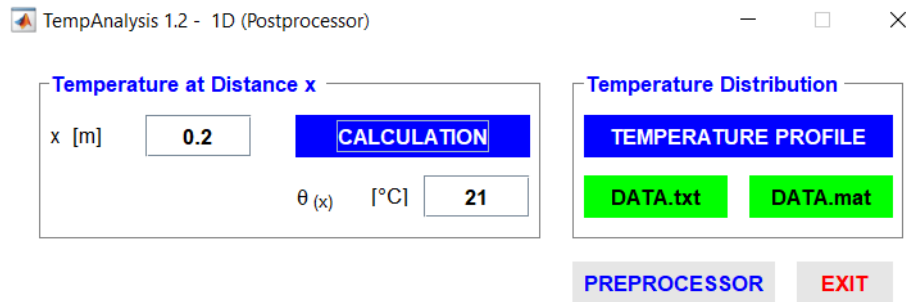 TempAnalysis 1.2 - 1D (Postprocessor)
Temperature at Distance x
x [m] 0.2 CALCULATION
θ (x) [°C] 21
Temperature Distribution
TEMPERATURE PROFILE
DATA.txt DATA.mat
PREPROCESSOR EXIT